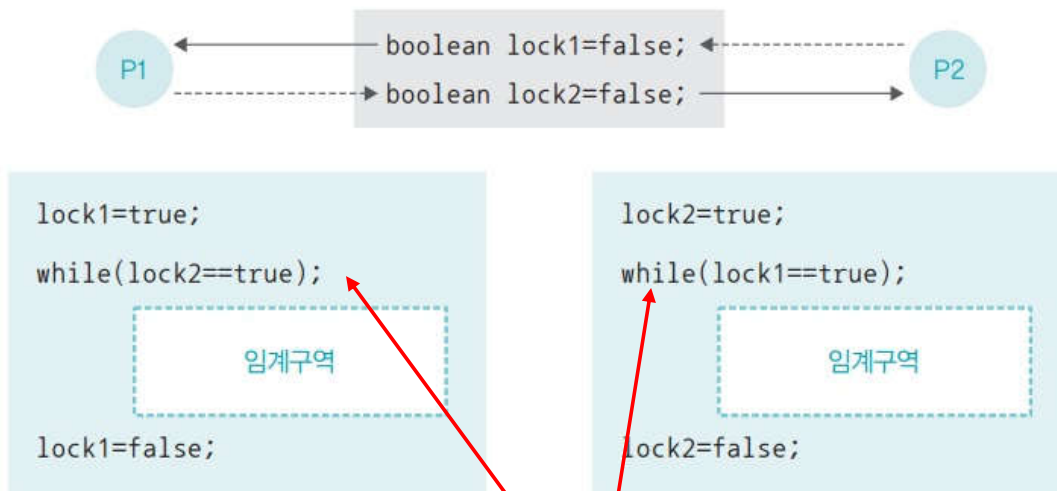 P1
boolean lock1=false;
boolean lock2=false;
P2
lock1=true;
while(lock2==true);
임계구역
lock1=false;
lock2=true;
while(lock1==true);
임계구역
lock2=false;